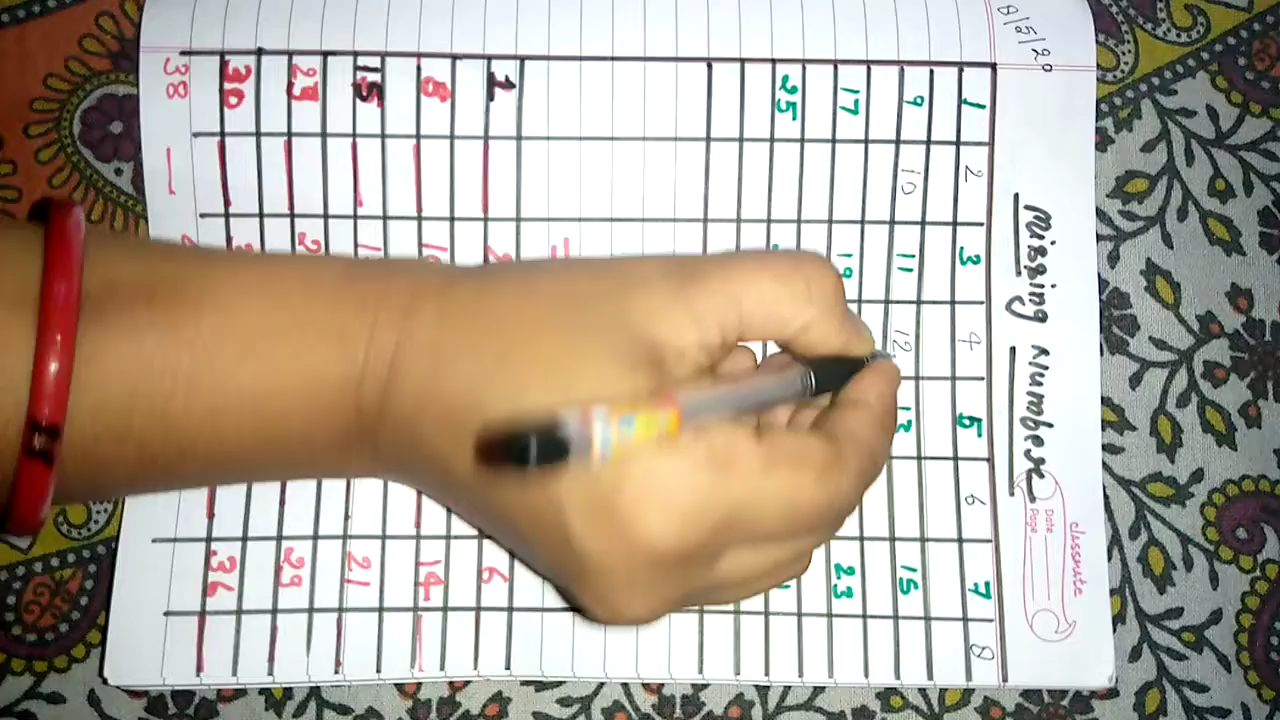 8/5/20
Missing Numbers
classmate
Date
Page
1 2 3 4 5 6 7 8
9 10 11 12 13 15
17 19 23
25
1 6
8 14
15 21
23 29
30 36
38